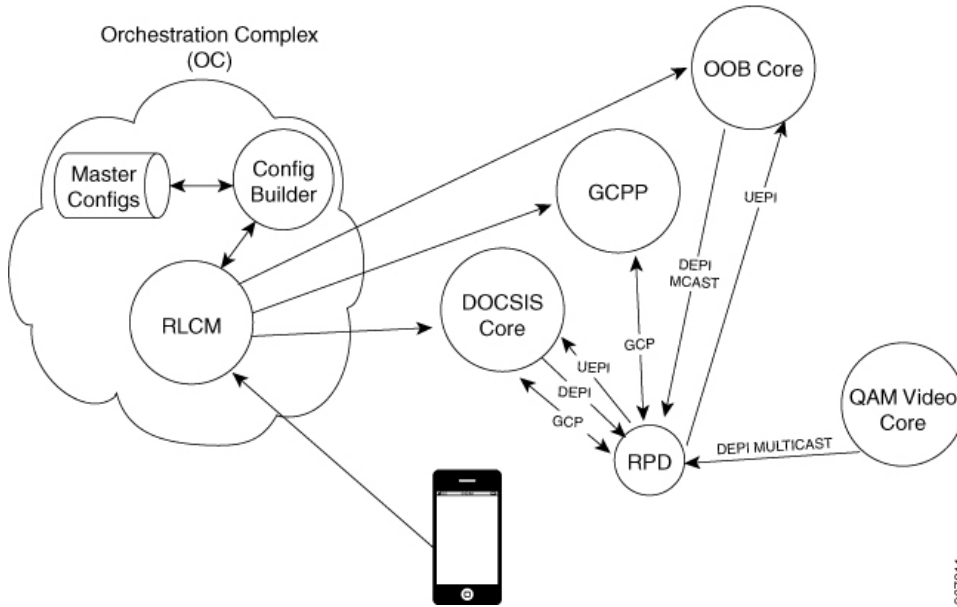 Orchestration Complex
(OC)
OOB Core
Master
Configs
Config
Builder
GCPP
UEPI
DEPI
MCAST
RLCM
DOCSIS
Core
GCP
UEPI
DEPI
GCP
QAM Video
Core
DEPI MULTICAST
RPD